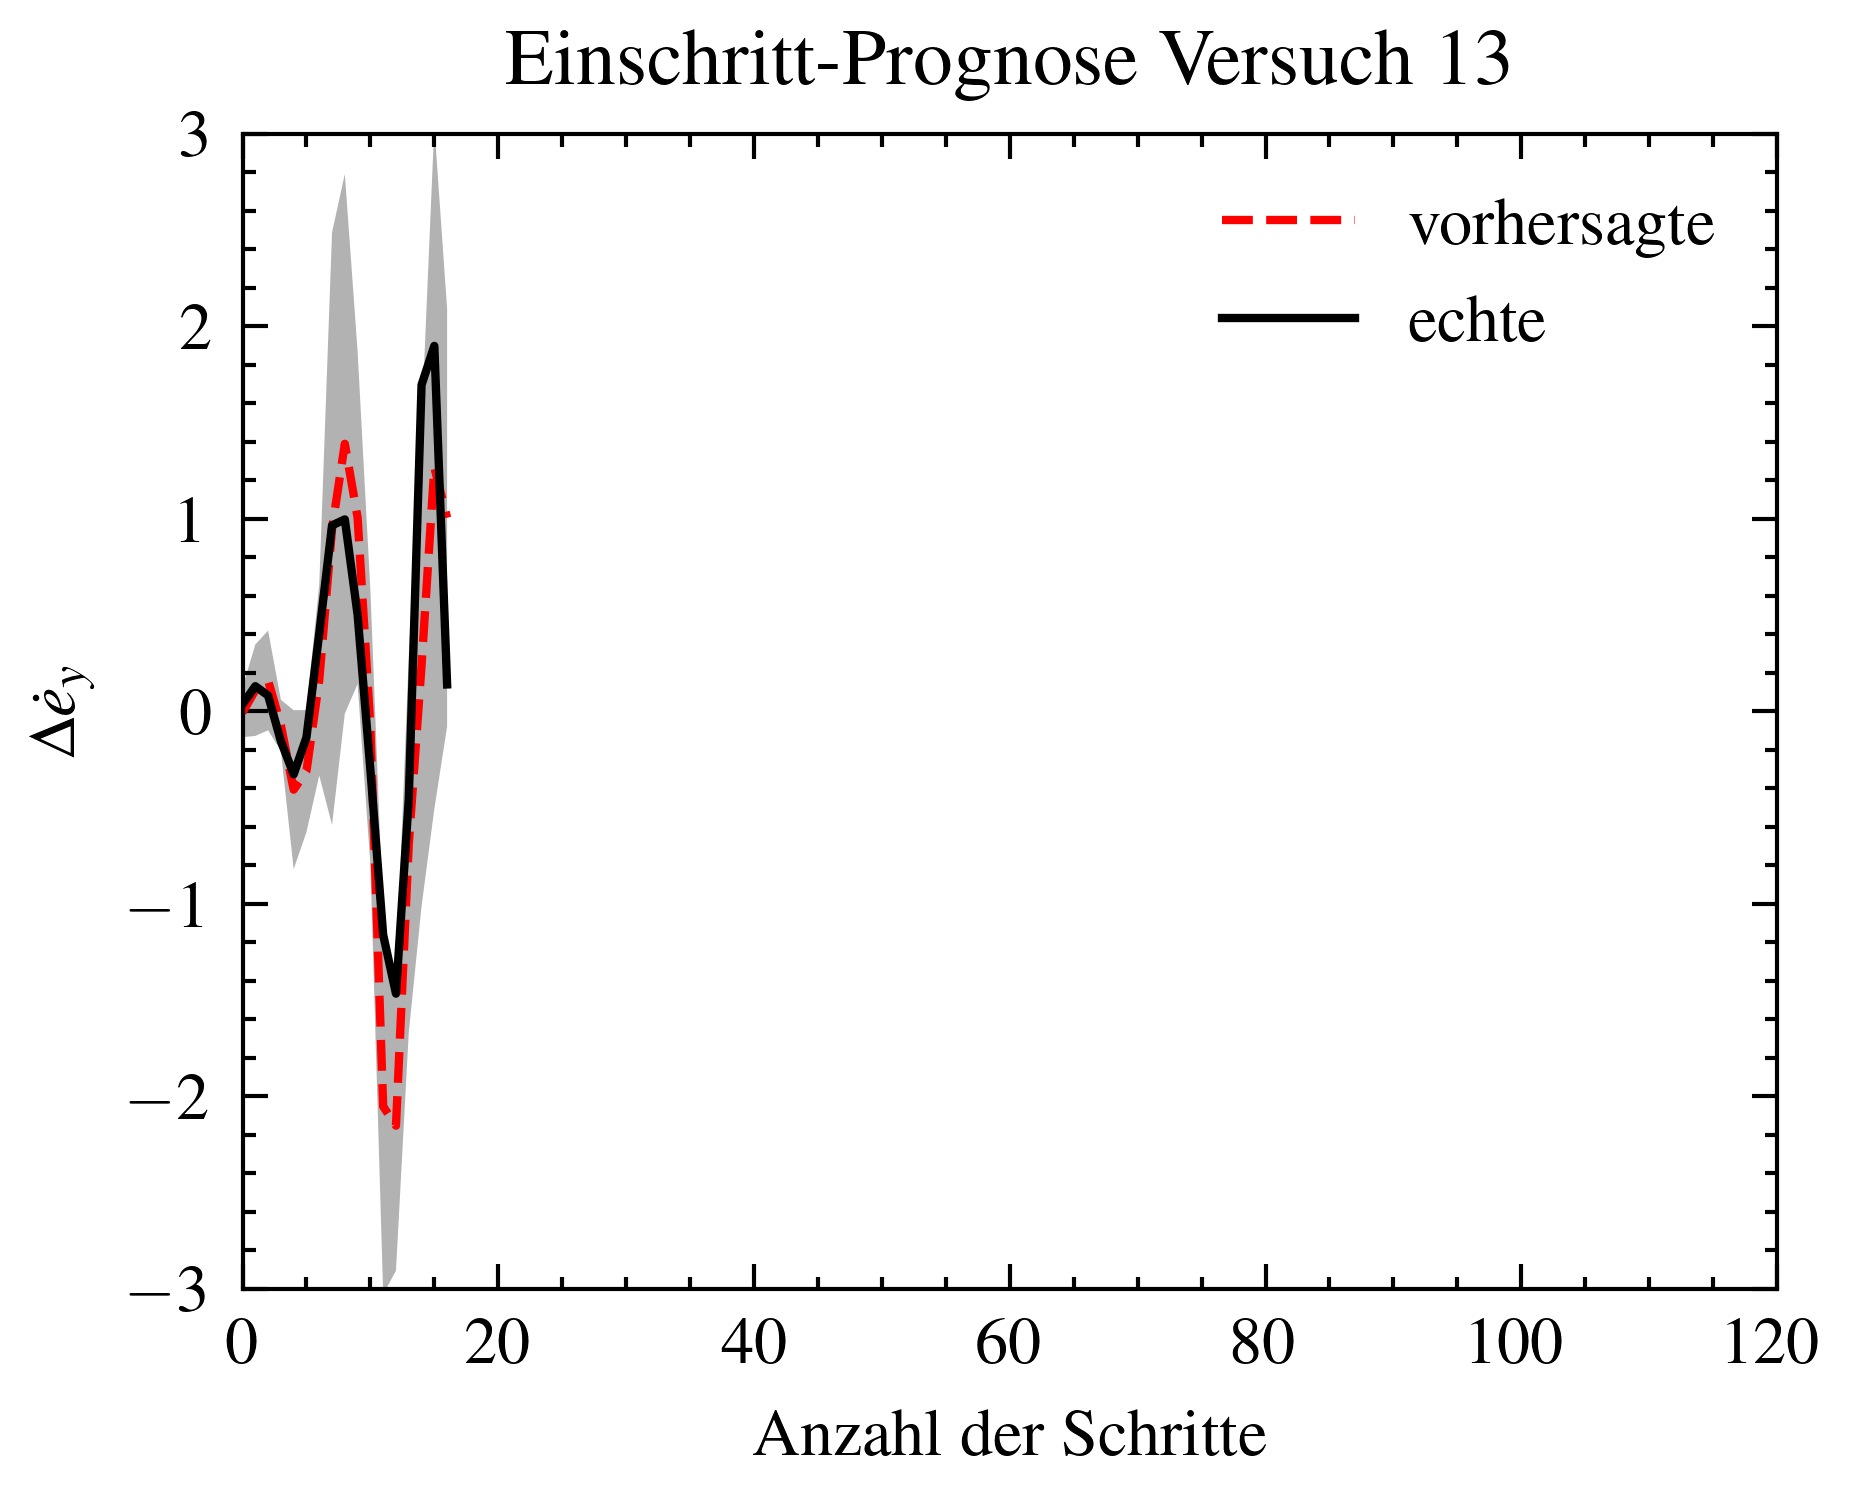 Einschritt-Prognose Versuch 13
3
2
1
0
−1
−2
−3
Δė_y
vorhersagte
echte
0 20 40 60 80 100 120
Anzahl der Schritte